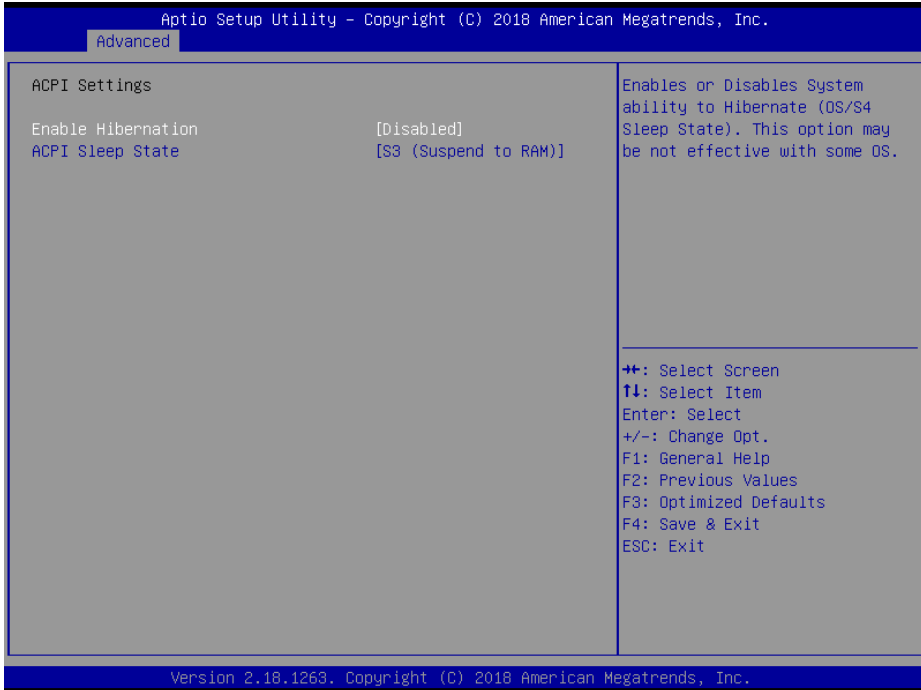 Aptio Setup Utility – Copyright (C) 2018 American Megatrends, Inc.
Advanced
ACPI Settings
Enable Hibernation [Disabled]
ACPI Sleep State [S3 (Suspend to RAM)]
Enables or Disables System
ability to Hibernate (OS/S4
Sleep State). This option may
be not effective with some OS.
→←: Select Screen
↑↓: Select Item
Enter: Select
+/-: Change Opt.
F1: General Help
F2: Previous Values
F3: Optimized Defaults
F4: Save & Exit
ESC: Exit
Version 2.18.1263. Copyright (C) 2018 American Megatrends, Inc.